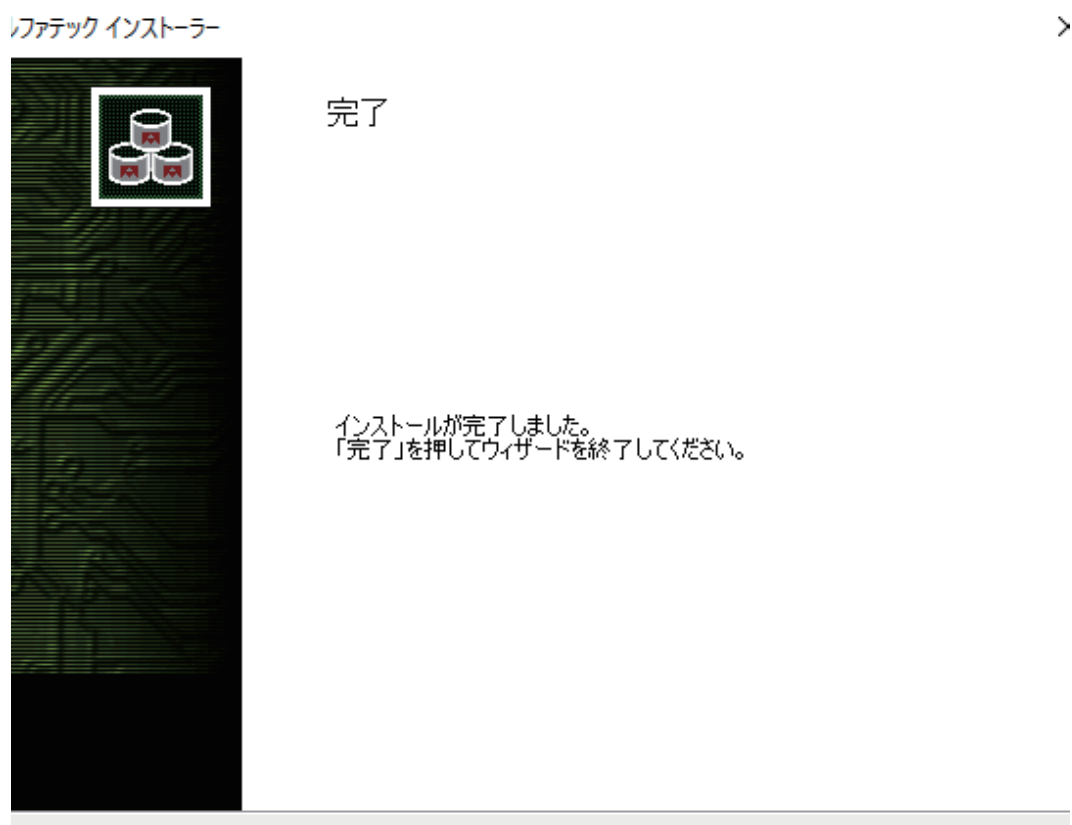 ルファテック インストーラー
完了
インストールが完了しました。
「完了」を押してウィザードを終了してください。